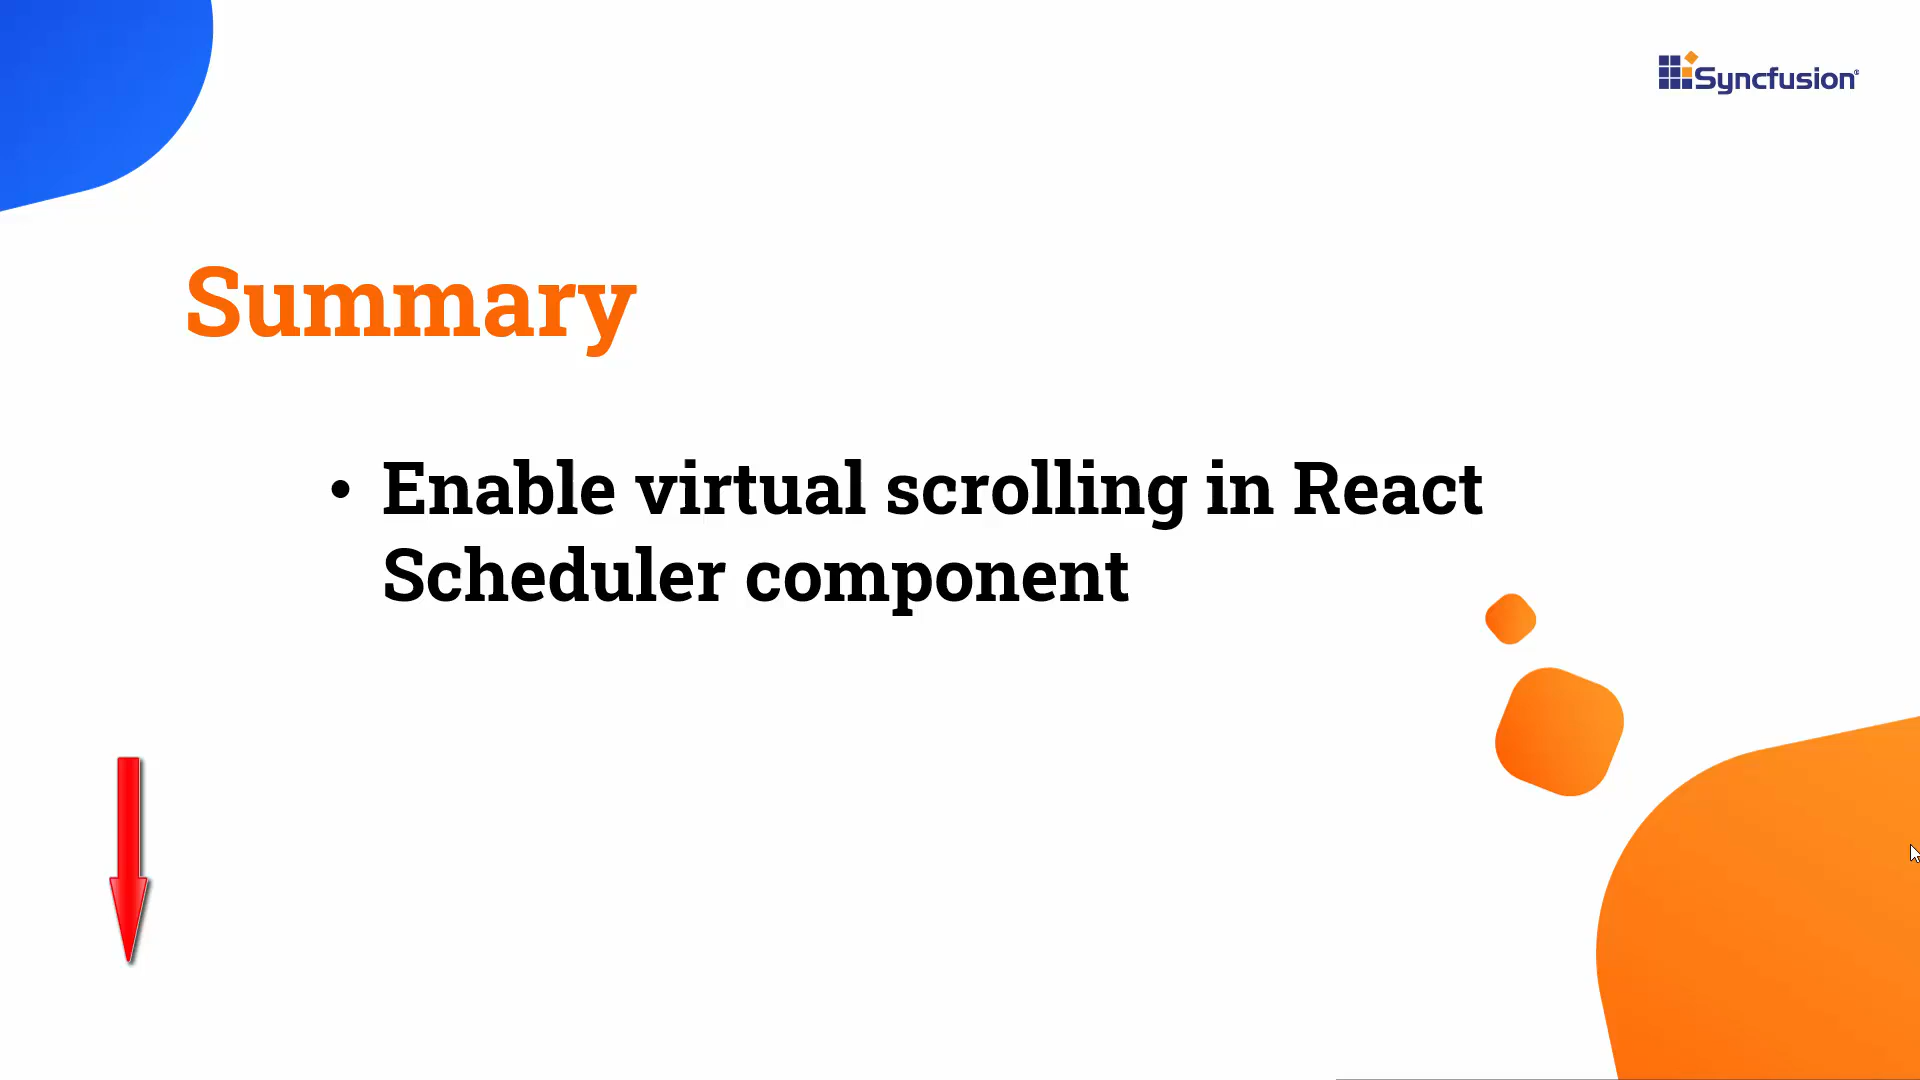 Syncfusion®
Summary
• Enable virtual scrolling in React
Scheduler component